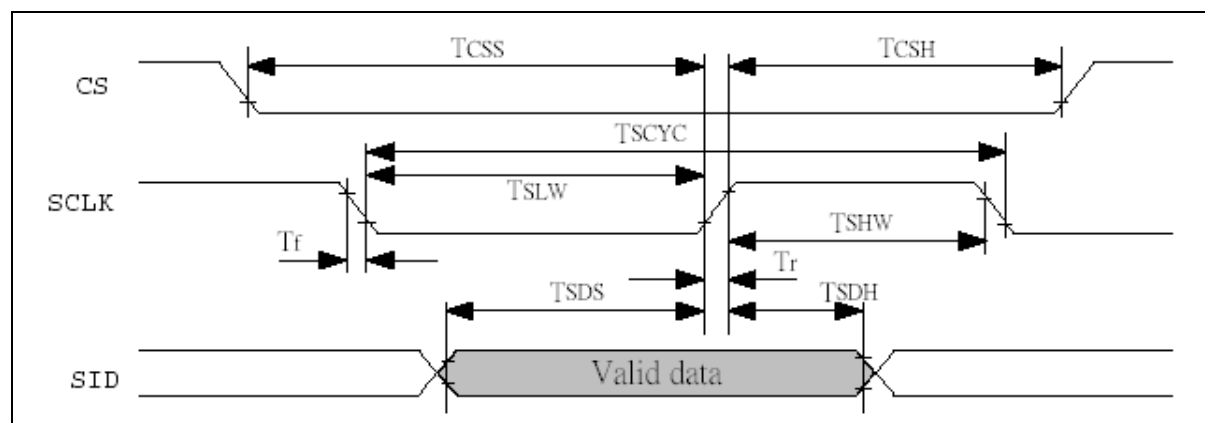 TCSS
TCSH
CS
TSCYC
SCLK
TSLW
TSHW
Tf
Tr
TSDS
TSDH
SID
Valid data